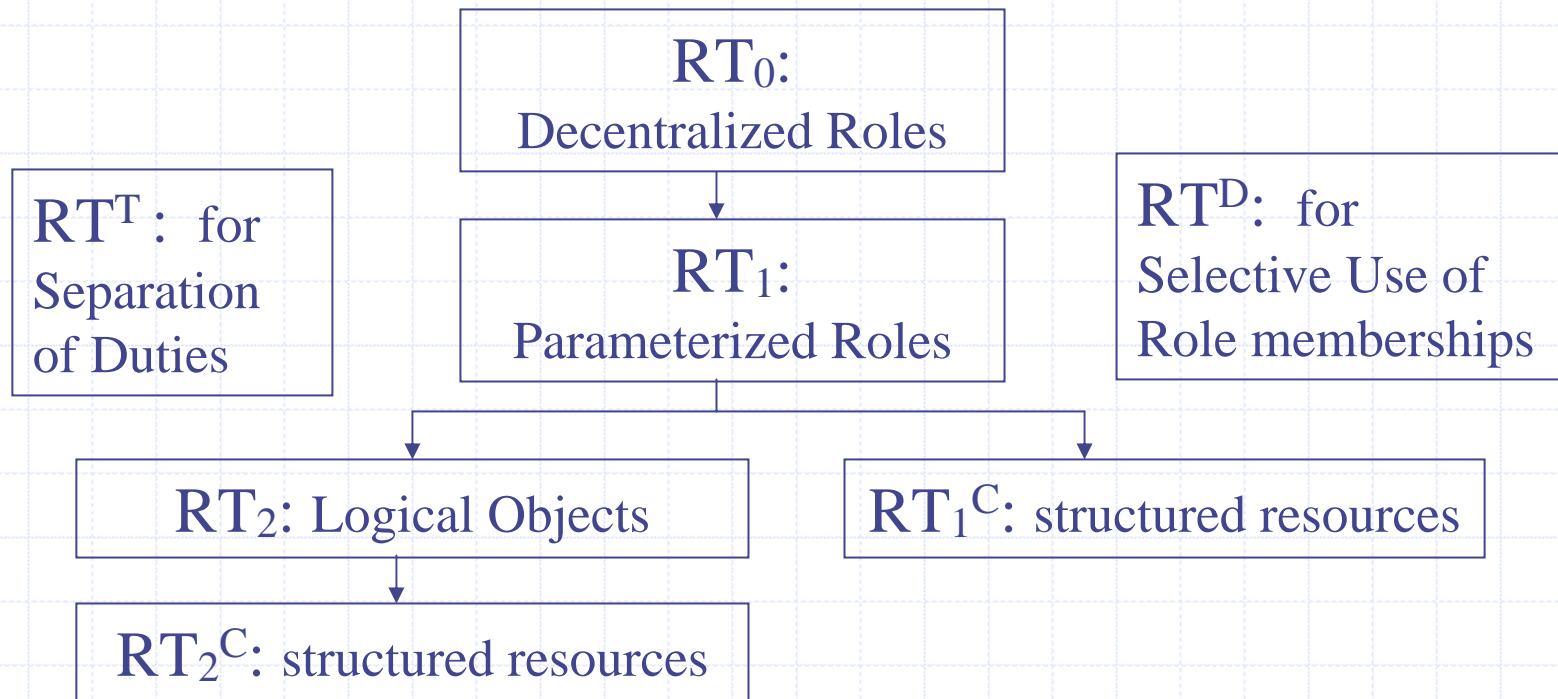 RT₀:
Decentralized Roles
RTᵀ : for
Separation
of Duties
RT₁:
Parameterized Roles
RTᴰ: for
Selective Use of
Role memberships
RT₂: Logical Objects
RT₁ᶜ: structured resources
RT₂ᶜ: structured resources